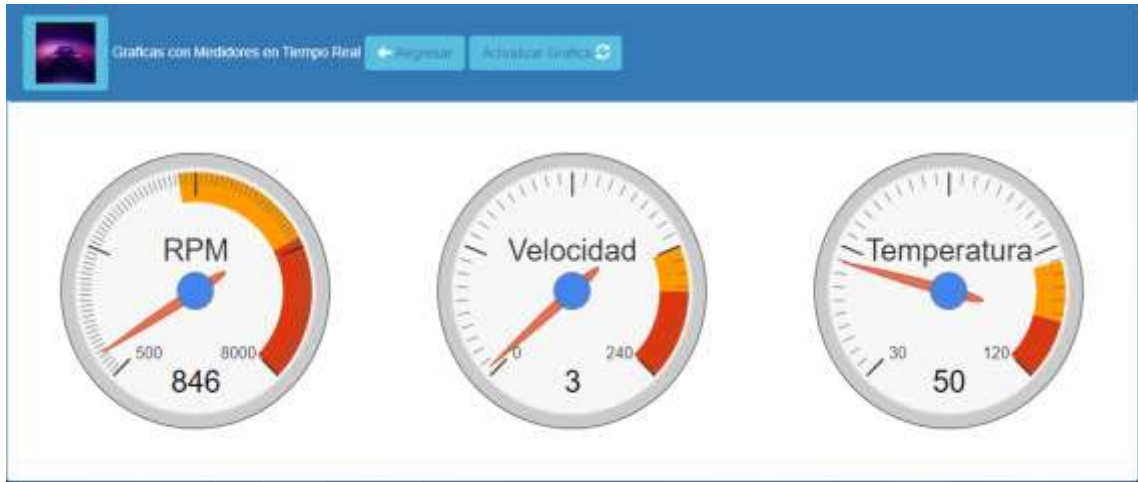 Graficas con Medidores en Tiempo Real Regresar Actualizar Grafica
RPM
500 8000
846
Velocidad
0 240
3
Temperatura
30 120
50